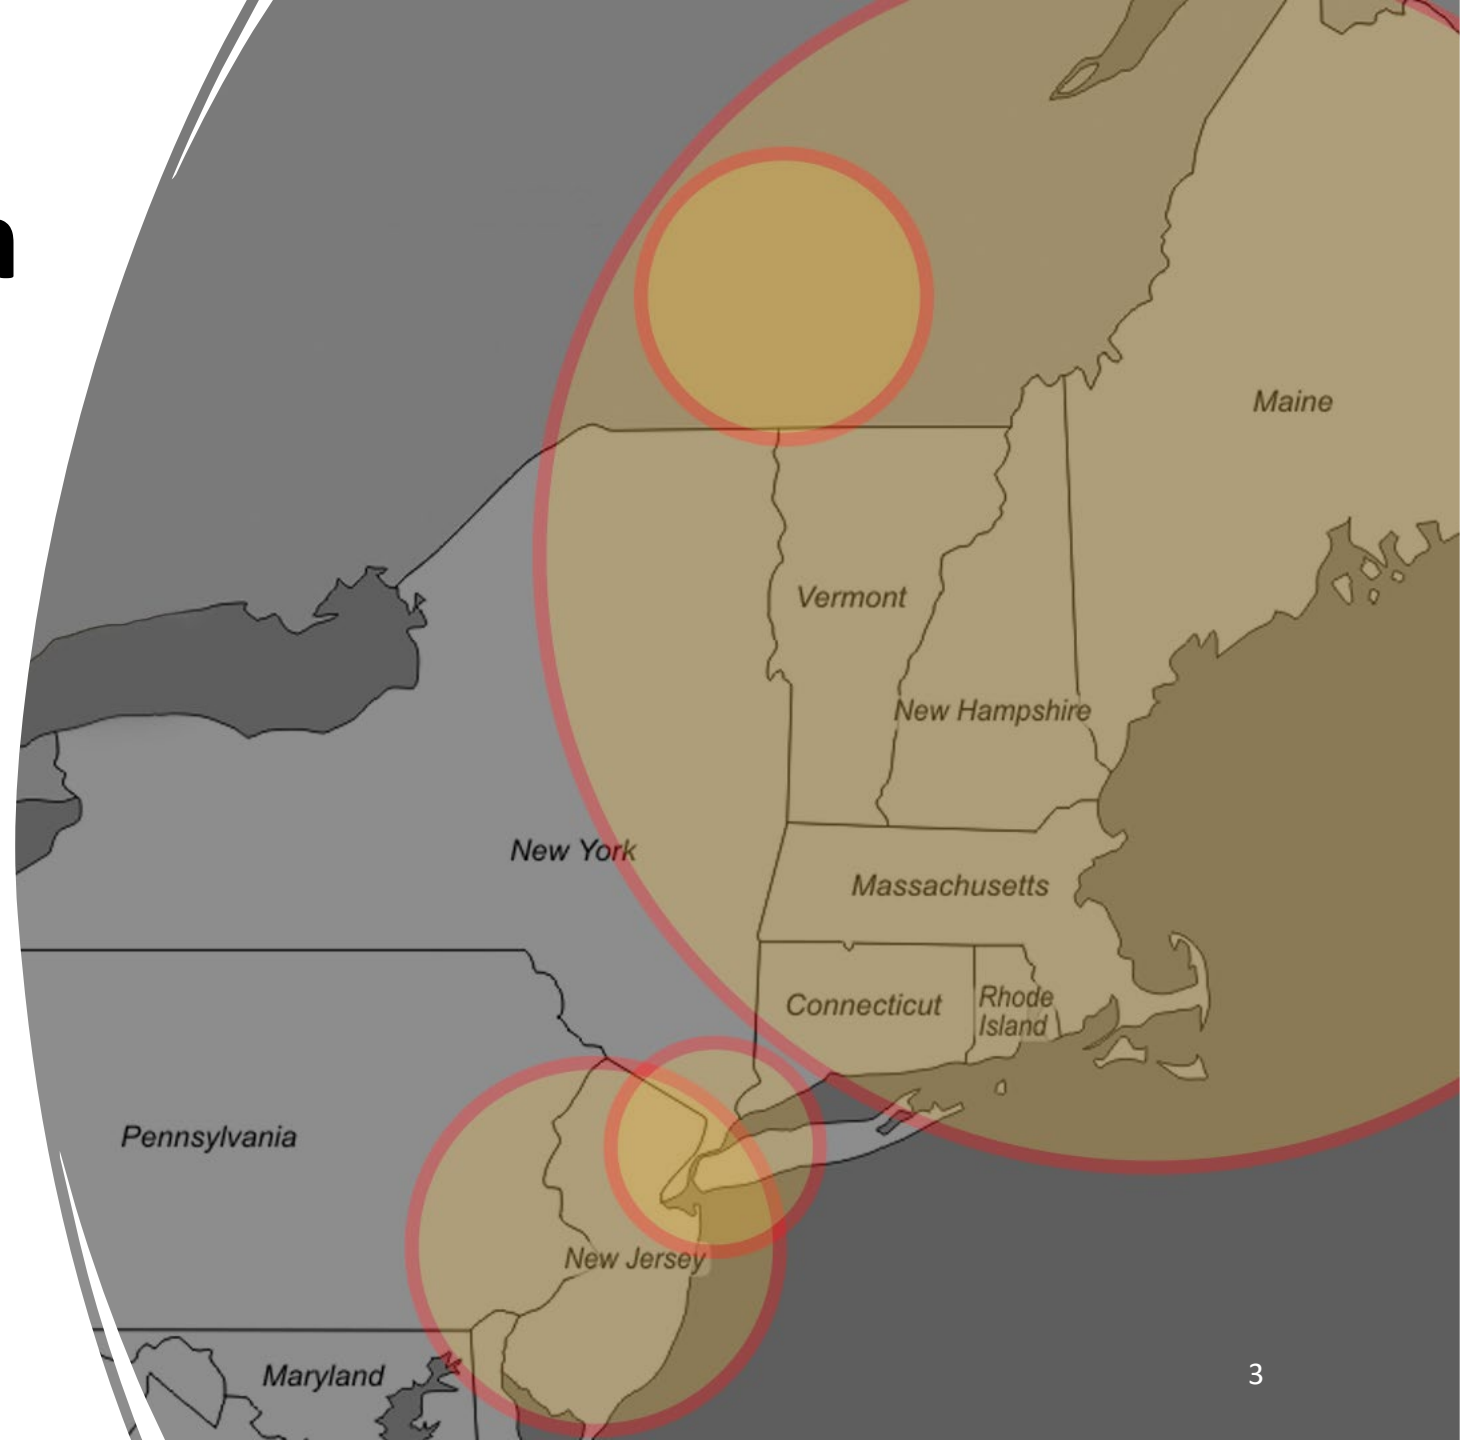 n
Maine
Vermont
New Hampshire
New York
Massachusetts
Connecticut
Rhode
Island
Pennsylvania
New Jersey
Maryland
3